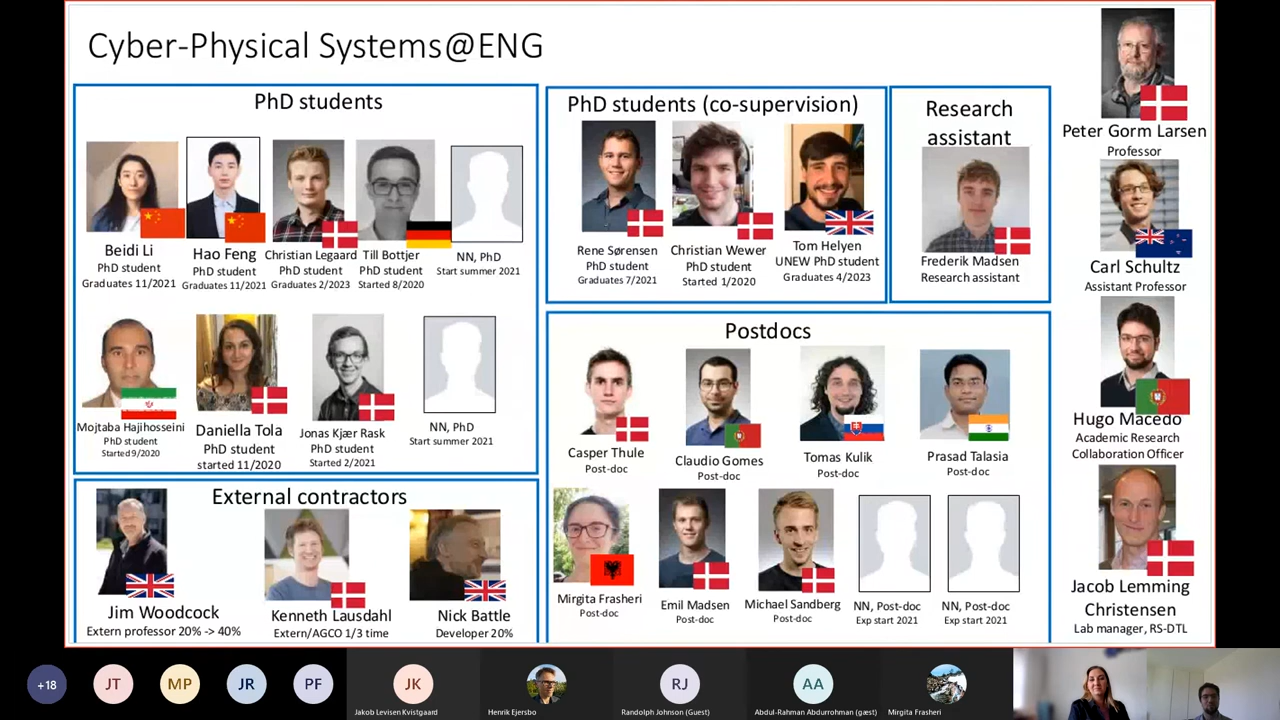 Cyber-Physical Systems@ENG
PhD students
Beidi Li
PhD student
Graduates 11/2021
Hao Feng
PhD student
Graduates 11/2021
Christian Legaard
PhD student
Graduates 2/2023
Till Bottjer
PhD student
Started 8/2020
NN, PhD
Start summer 2021
Mojtaba Hajihosseini
PhD student
Started 9/2020
Daniella Tola
PhD student
started 11/2020
Jonas Kjær Rask
PhD student
Started 2/2021
NN, PhD
Start summer 2021
External contractors
Jim Woodcock
Extern professor 20% -> 40%
Kenneth Lausdahl
Extern/AGCO 1/3 time
Nick Battle
Developer 20%
PhD students (co-supervision)
Rene Sørensen
PhD student
Graduates 7/2021
Christian Wewer
PhD student
Started 1/2020
Tom Helyen
UNEW PhD student
Graduates 4/2023
Research
assistant
Frederik Madsen
Research assistant
Postdocs
Casper Thule
Post-doc
Claudio Gomes
Post-doc
Tomas Kulik
Post-doc
Prasad Talasia
Post-doc
Mirgita Frasheri
Post-doc
Emil Madsen
Post-doc
Michael Sandberg
Post-doc
NN, Post-doc
Exp start 2021
NN, Post-doc
Exp start 2021
Peter Gorm Larsen
Professor
Carl Schultz
Assistant Professor
Hugo Macedo
Academic Research
Collaboration Officer
Jacob Lemming
Christensen
Lab manager, RS-DTL
+18
JT
MP
JR
PF
JK
Jakob Levisen Kvistgaard
Henrik Ejersbo
RJ
Randolph Johnson (Guest)
AA
Abdul-Rahman Abdurrohman (gæst)
Mirgita Frasheri